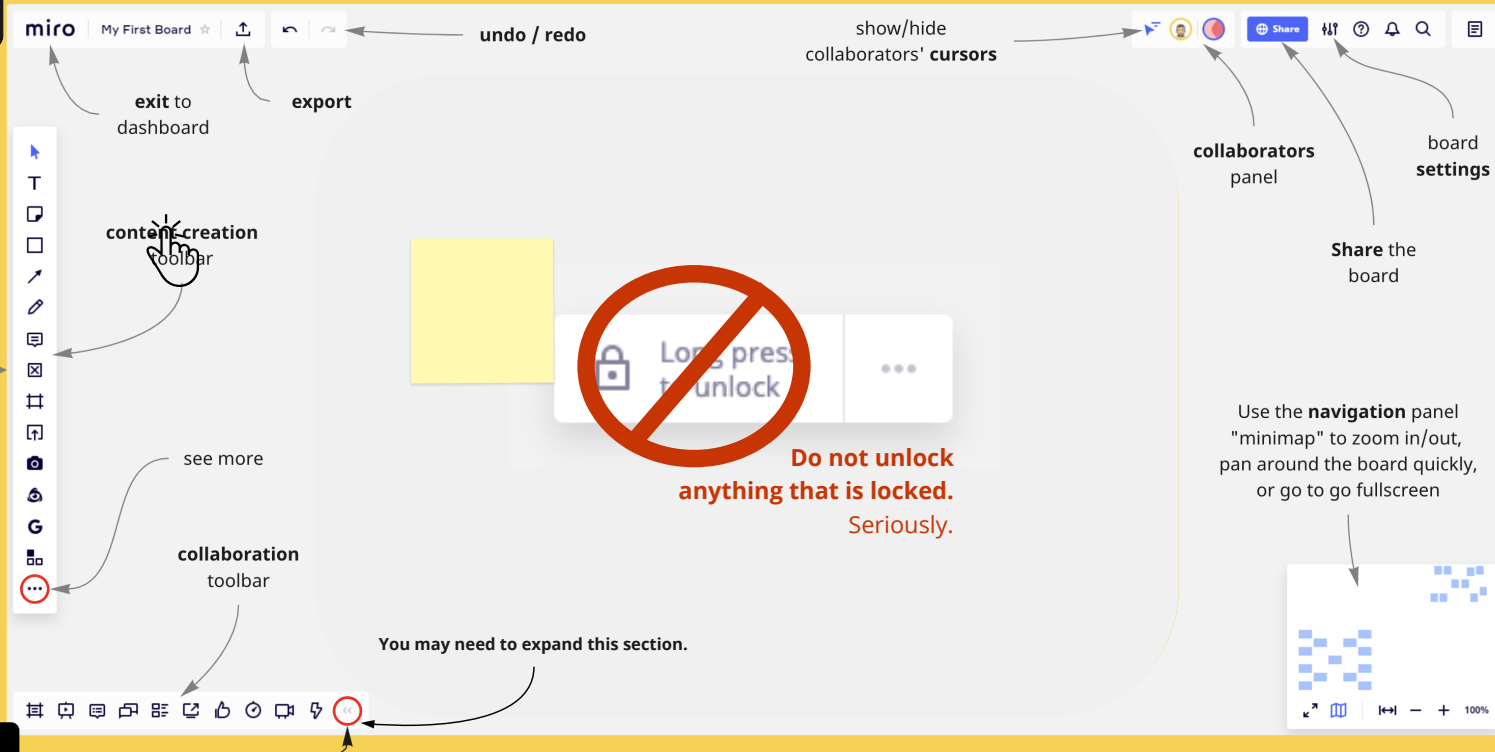 miro
My First Board
undo / redo
show/hide
collaborators' cursors
Share
exit to
dashboard
export
collaborators
panel
board
settings
content creation
toolbar
Share the
board
Long press
to unlock
Do not unlock
anything that is locked.
Seriously.
Use the navigation panel
"minimap" to zoom in/out,
pan around the board quickly,
or go to go fullscreen
see more
collaboration
toolbar
You may need to expand this section.
100%